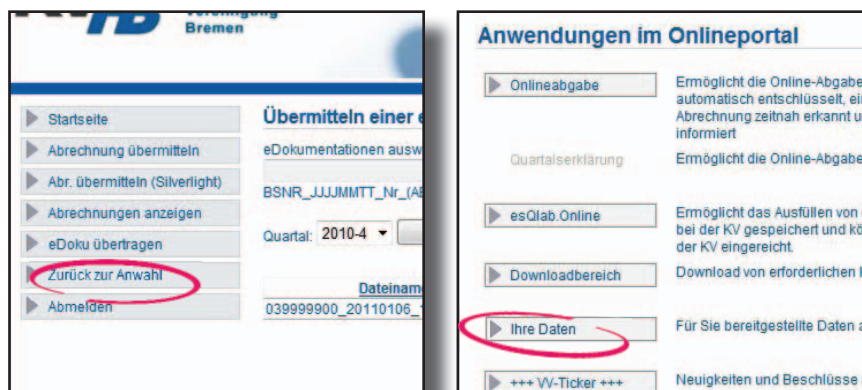 Bremen
Startseite
Abrechnung übermitteln
Abr. übermitteln (Silverlight)
Abrechnungen anzeigen
eDoku übertragen
Zurück zur Anwahl
Abmelden
Übermitteln einer e
eDokumentationen ausw
BSNR_JJJJMMTT_Nr_(AE
Quartal: 2010-4
Dateiname
039999900_20110106_1
Anwendungen im Onlineportal
Onlineabgabe
Ermöglicht die Online-Abgabe
automatisch entschlüsselt, ei
Abrechnung zeitnah erkannt u
informiert
Quartalserklärung
Ermöglicht die Online-Abgabe
esQlab.Online
Ermöglicht das Ausfüllen von
bei der KV gespeichert und kö
der KV eingereicht.
Downloadbereich
Download von erforderlichen
Ihre Daten
Für Sie bereitgestellte Daten a
+++ VV-Ticker +++
Neuigkeiten und Beschlüsse